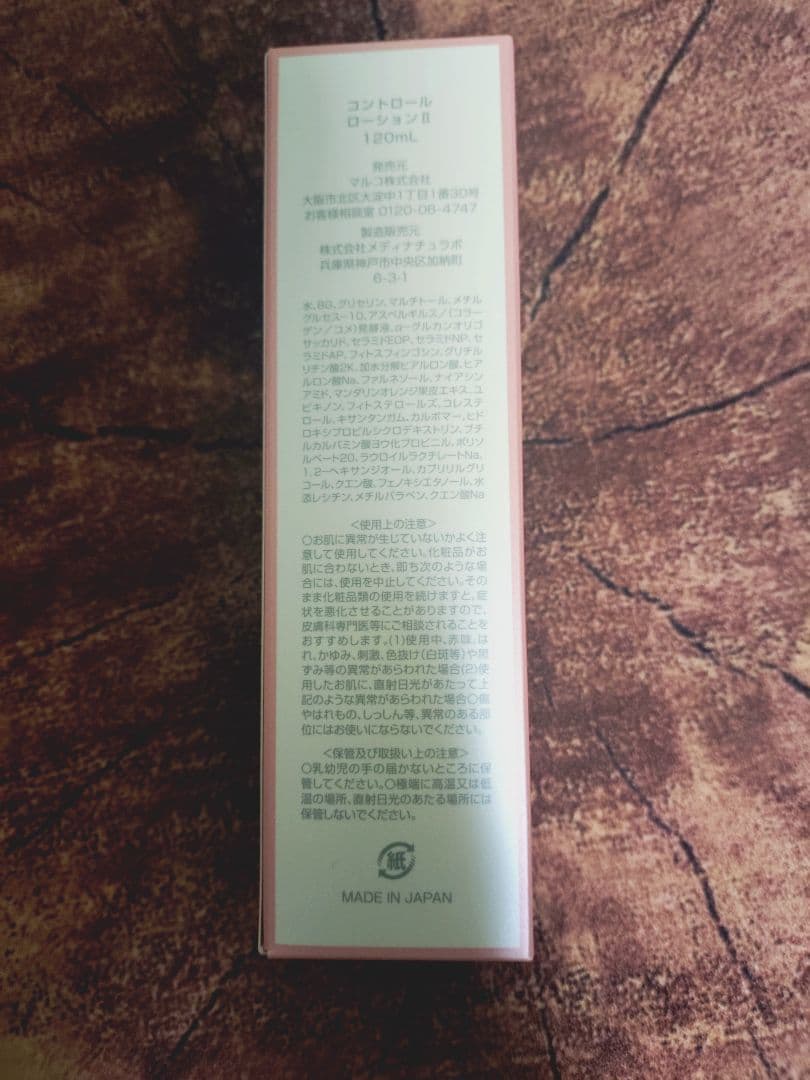 コントロール
ローションⅡ
120mL
発売元
マルコ株式会社
大阪市北区大淀中1丁目1番30号
お客様相談室 0120-06-4747
製造販売元
株式会社メディナチュラボ
兵庫県神戸市中央区加納町
6-3-1
水、BG、グリセリン、マルチトール、メチル
グルセス-10、アスペルギルス/(コラー
ゲン/コメ)発酵液、α-グルカンオリゴ
サッカリド、セラミドEOP、セラミドNP、セ
ラミドAP、フィトスフィンゴシン、グリチル
リチン酸2K、加水分解ヒアルロン酸、ヒア
ルロン酸Na、ファルネソール、ナイアシン
アミド、マンダリンオレンジ果皮エキス、ユ
ビキノン、フィトステロールズ、コレステ
ロール、キサンタンガム、カルボマー、ヒド
ロキシプロピルシクロデキストリン、ブチ
ルカルバミン酸ヨウ化プロピニル、ポリソ
ルベート20、ラウロイルラクチレートNa、
1,2-ヘキサンジオール、カプリリルグリ
コール、クエン酸、フェノキシエタノール、水
添レシチン、メチルパラベン、クエン酸Na
<使用上の注意>
○お肌に異常が生じていないかよく注
意して使用してください。化粧品がお
肌に合わないとき、即ち次のような場
合には、使用を中止してください。その
まま化粧品類の使用を続けますと、症
状を悪化させることがありますので、
皮膚科専門医等にご相談されることを
おすすめします。(1)使用中、赤味、は
れ、かゆみ、刺激、色抜け(白斑等)や黒
ずみ等の異常があらわれた場合(2)使
用したお肌に、直射日光があたって上
記のような異常があらわれた場合○傷
やはれもの、しっしん等、異常のある部
位にはお使いにならないでください。
<保管及び取扱い上の注意>
○乳幼児の手の届かないところに保
管してください。○極端に高温又は低
温の場所、直射日光のあたる場所には
保管しないでください。
紙
MADE IN JAPAN